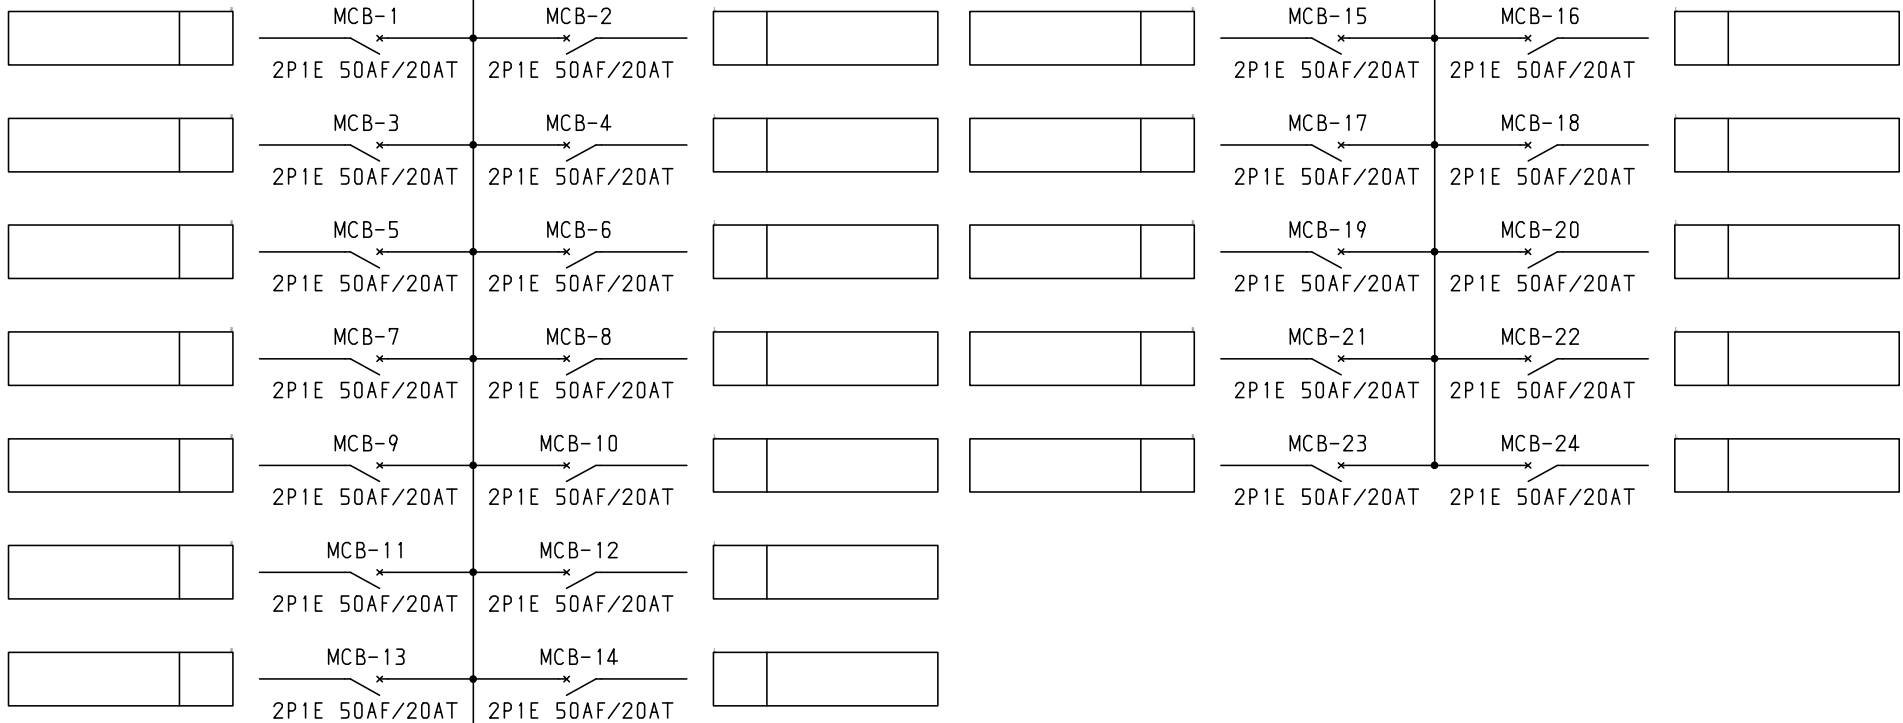 MCB-1 MCB-2 MCB-15 MCB-16
2P1E 50AF/20AT 2P1E 50AF/20AT 2P1E 50AF/20AT 2P1E 50AF/20AT
MCB-3 MCB-4 MCB-17 MCB-18
2P1E 50AF/20AT 2P1E 50AF/20AT 2P1E 50AF/20AT 2P1E 50AF/20AT
MCB-5 MCB-6 MCB-19 MCB-20
2P1E 50AF/20AT 2P1E 50AF/20AT 2P1E 50AF/20AT 2P1E 50AF/20AT
MCB-7 MCB-8 MCB-21 MCB-22
2P1E 50AF/20AT 2P1E 50AF/20AT 2P1E 50AF/20AT 2P1E 50AF/20AT
MCB-9 MCB-10 MCB-23 MCB-24
2P1E 50AF/20AT 2P1E 50AF/20AT 2P1E 50AF/20AT 2P1E 50AF/20AT
MCB-11 MCB-12
2P1E 50AF/20AT 2P1E 50AF/20AT
MCB-13 MCB-14
2P1E 50AF/20AT 2P1E 50AF/20AT